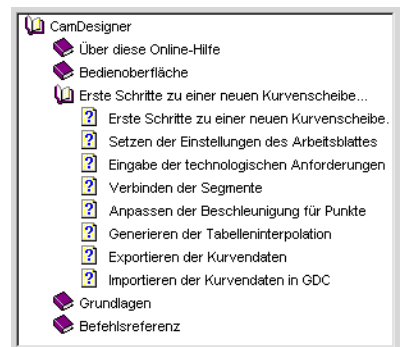 CamDesigner
Über diese Online-Hilfe
Bedienoberfläche
Erste Schritte zu einer neuen Kurvenscheibe...
Erste Schritte zu einer neuen Kurvenscheibe.
Setzen der Einstellungen des Arbeitsblattes
Eingabe der technologischen Anforderungen
Verbinden der Segmente
Anpassen der Beschleunigung für Punkte
Generieren der Tabelleninterpolation
Exportieren der Kurvendaten
Importieren der Kurvendaten in GDC
Grundlagen
Befehlsreferenz